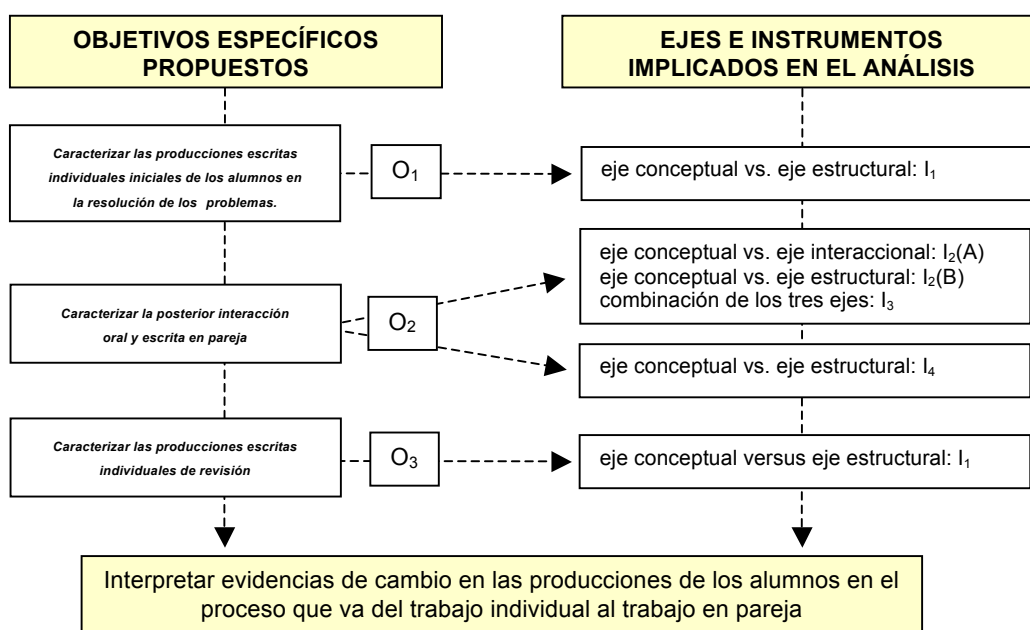 OBJETIVOS ESPECÍFICOS
PROPUESTOS
EJES E INSTRUMENTOS
IMPLICADOS EN EL ANÁLISIS
Caracterizar las producciones escritas
individuales iniciales de los alumnos en
la resolución de los problemas.
O₁
eje conceptual vs. eje estructural: I₁
Caracterizar la posterior interacción
oral y escrita en pareja
O₂
eje conceptual vs. eje interaccional: I₂(A)
eje conceptual vs. eje estructural: I₂(B)
combinación de los tres ejes: I₃
eje conceptual vs. eje estructural: I₄
Caracterizar las producciones escritas
individuales de revisión
O₃
eje conceptual versus eje estructural: I₁
Interpretar evidencias de cambio en las producciones de los alumnos en el
proceso que va del trabajo individual al trabajo en pareja